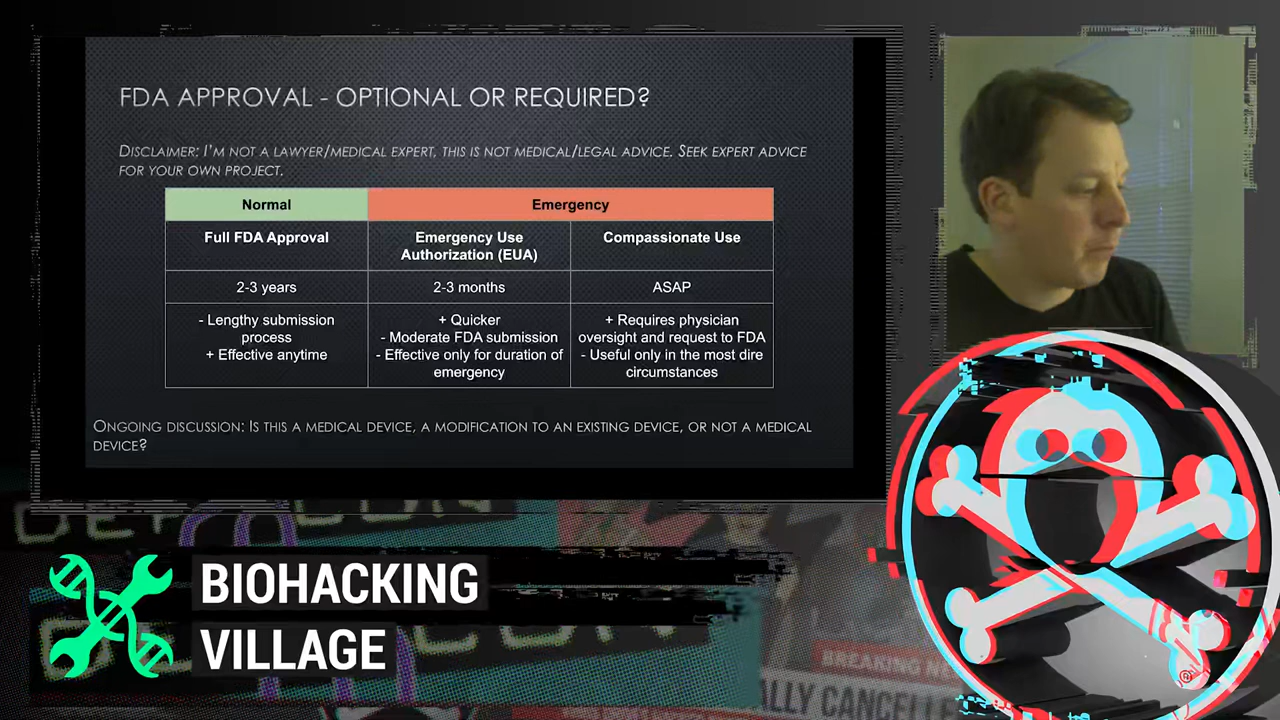 FDA APPROVAL - OPTIONAL OR REQUIRED?
DISCLAIMER: I'M NOT A LAWYER/MEDICAL EXPERT, THIS IS NOT MEDICAL/LEGAL ADVICE. SEEK EXPERT ADVICE
FOR YOUR OWN PROJECT.
Normal
Emergency
Full FDA Approval
Emergency Use
Authorization (EUA)
Compassionate Use
3 years
2-3 months
ASAP
- Lengthy submission
process
+ Effective anytime
+ Quicker
- Moderate FDA submission
- Effective only for duration of
emergency
+ Requires physician
oversight and request to FDA
- Useful only in the most dire
circumstances
ONGOING DISCUSSION: IS THIS A MEDICAL DEVICE, A MODIFICATION TO AN EXISTING DEVICE, OR NOT A MEDICAL
DEVICE?
BIOHACKING
VILLAGE
BREAKING
ALLY CANCELLE